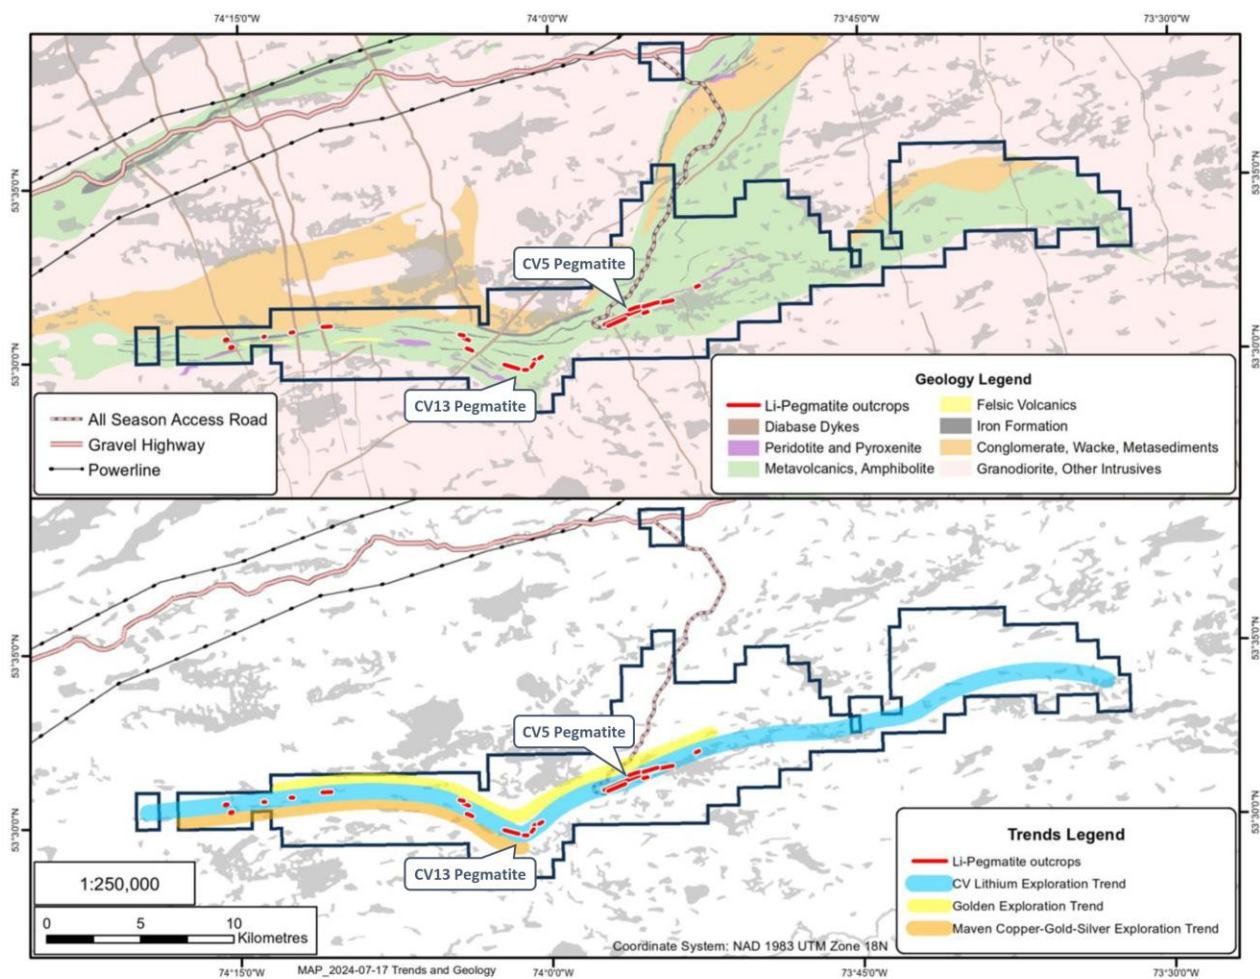 74°15'0"W
74°0'0"W
73°45'0"W
73°30'0"W
53°35'0"N
53°35'0"N
53°30'0"N
53°30'0"N
CV5 Pegmatite
CV13 Pegmatite
All Season Access Road
Gravel Highway
Powerline
Geology Legend
Li-Pegmatite outcrops
Diabase Dykes
Peridotite and Pyroxenite
Metavolcanics, Amphibolite
Felsic Volcanics
Iron Formation
Conglomerate, Wacke, Metasediments
Granodiorite, Other Intrusives
53°35'0"N
53°35'0"N
53°30'0"N
53°30'0"N
CV5 Pegmatite
CV13 Pegmatite
1:250,000
0 5 10
Kilometres
Trends Legend
Li-Pegmatite outcrops
CV Lithium Exploration Trend
Golden Exploration Trend
Maven Copper-Gold-Silver Exploration Trend
Coordinate System: NAD 1983 UTM Zone 18N
74°15'0"W
MAP_2024-07-17 Trends and Geology
74°0'0"W
73°45'0"W
73°30'0"W